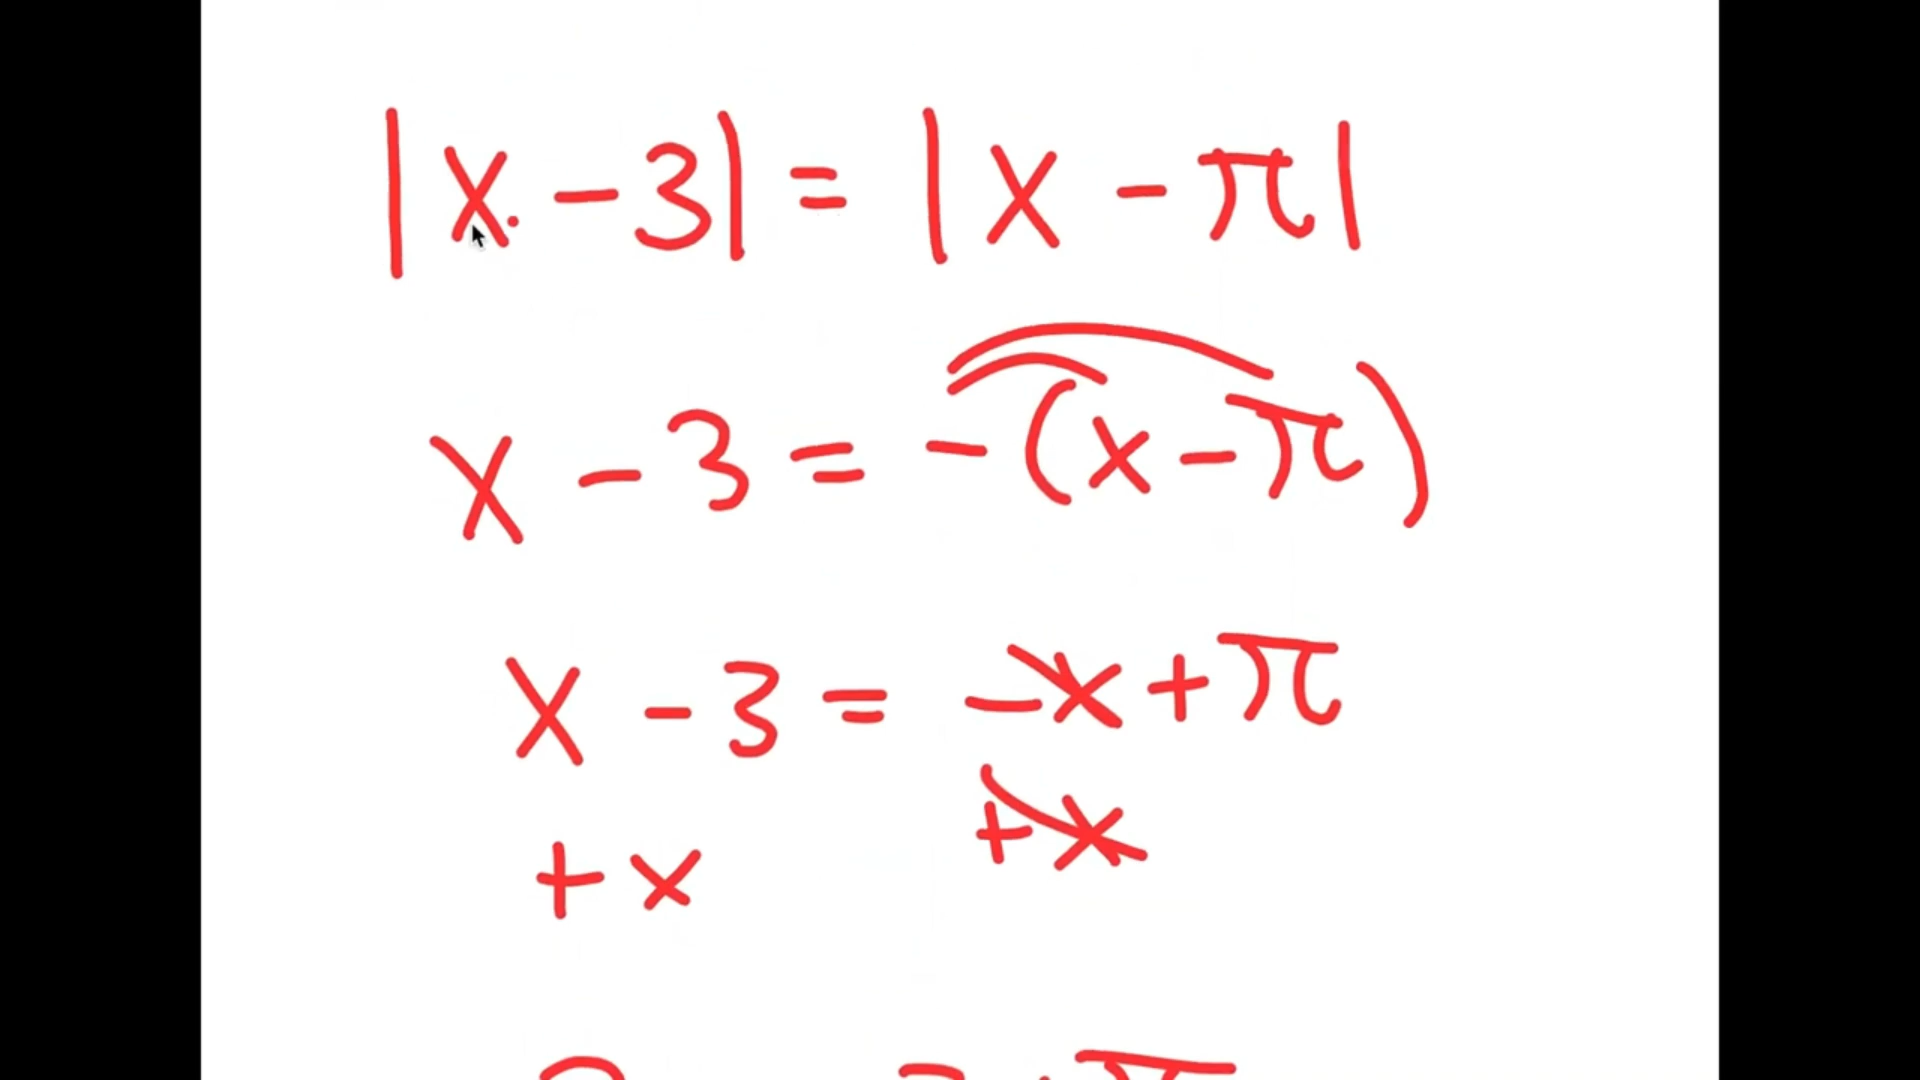 |x - 3| = |x - π|
x - 3 = -(x - π)
x - 3 = -x + π
+ x + x